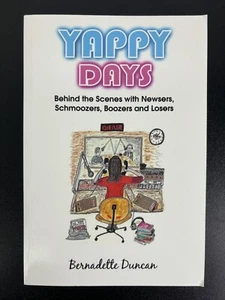 YAPPY
DAYS
Behind the Scenes with Newsers,
Schmoozers, Boozers and Losers
ON AIR
Bernadette Duncan